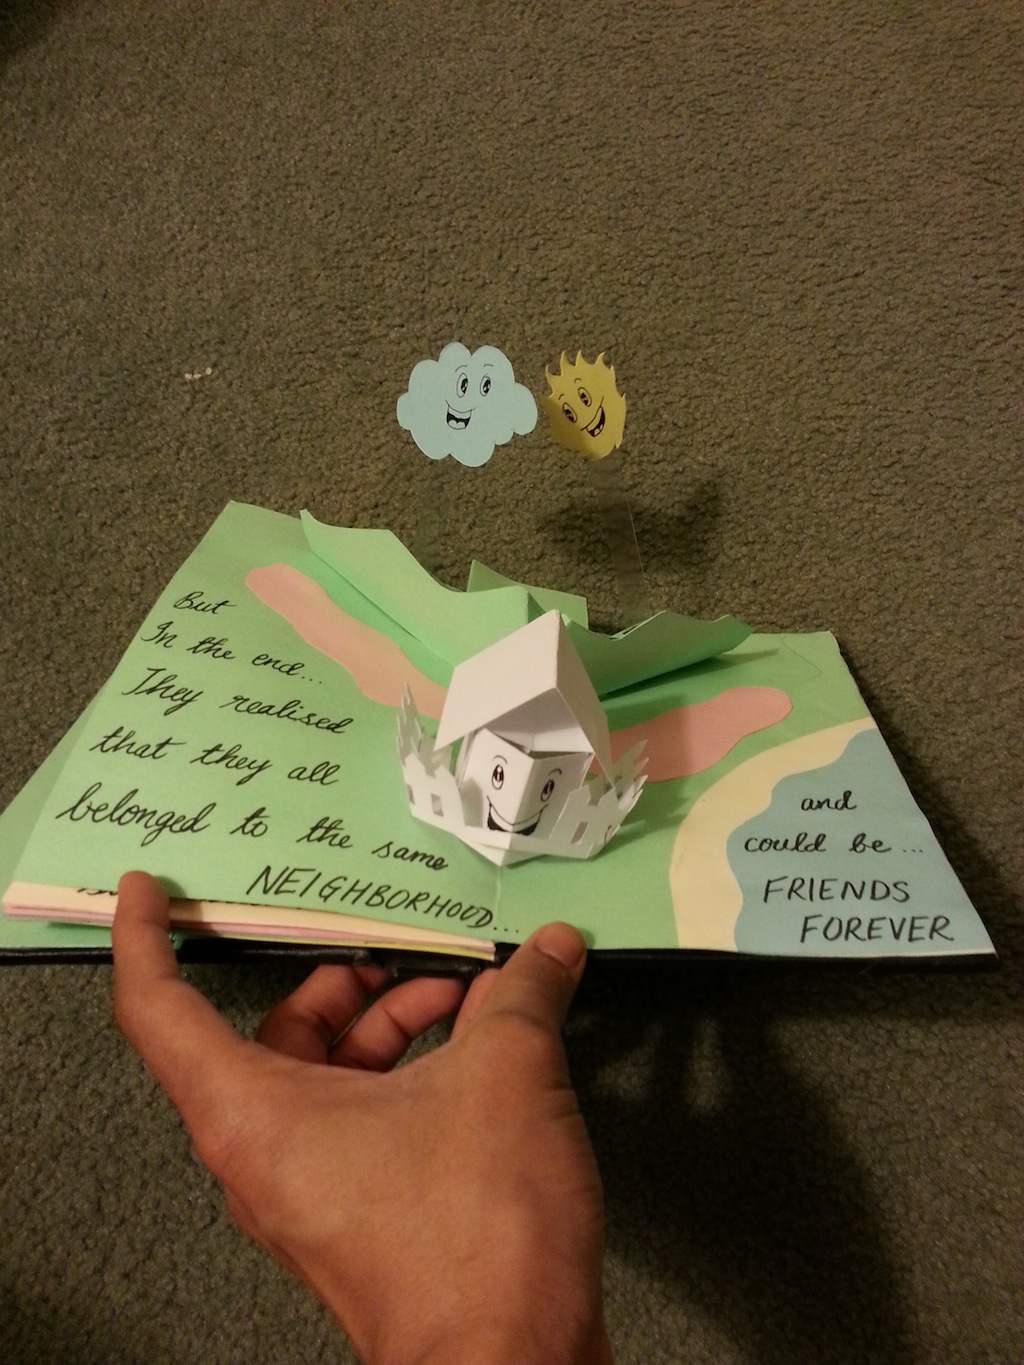 But
In the end...
They realised
that they all
belonged to the same
NEIGHBORHOOD...
and
could be...
FRIENDS
FOREVER